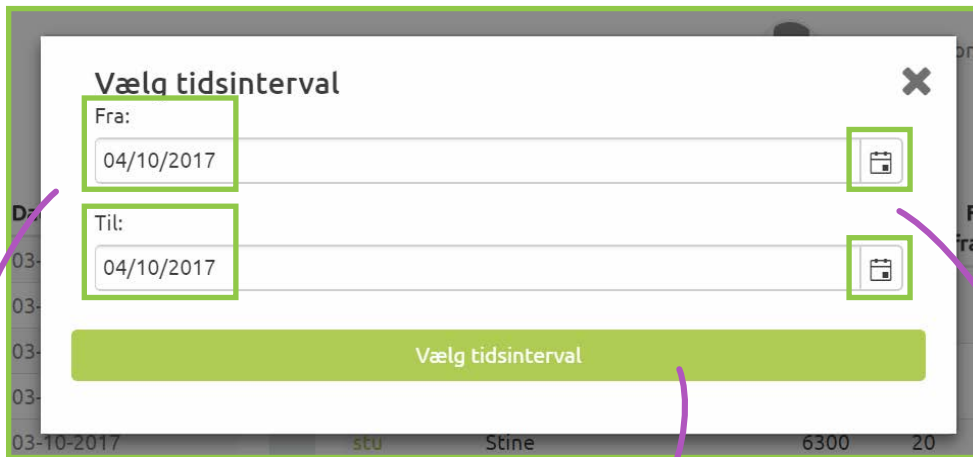 Vælg tidsinterval
Fra:
04/10/2017
Til:
04/10/2017
Vælg tidsinterval
03-10-2017 stu Stine 6300 20